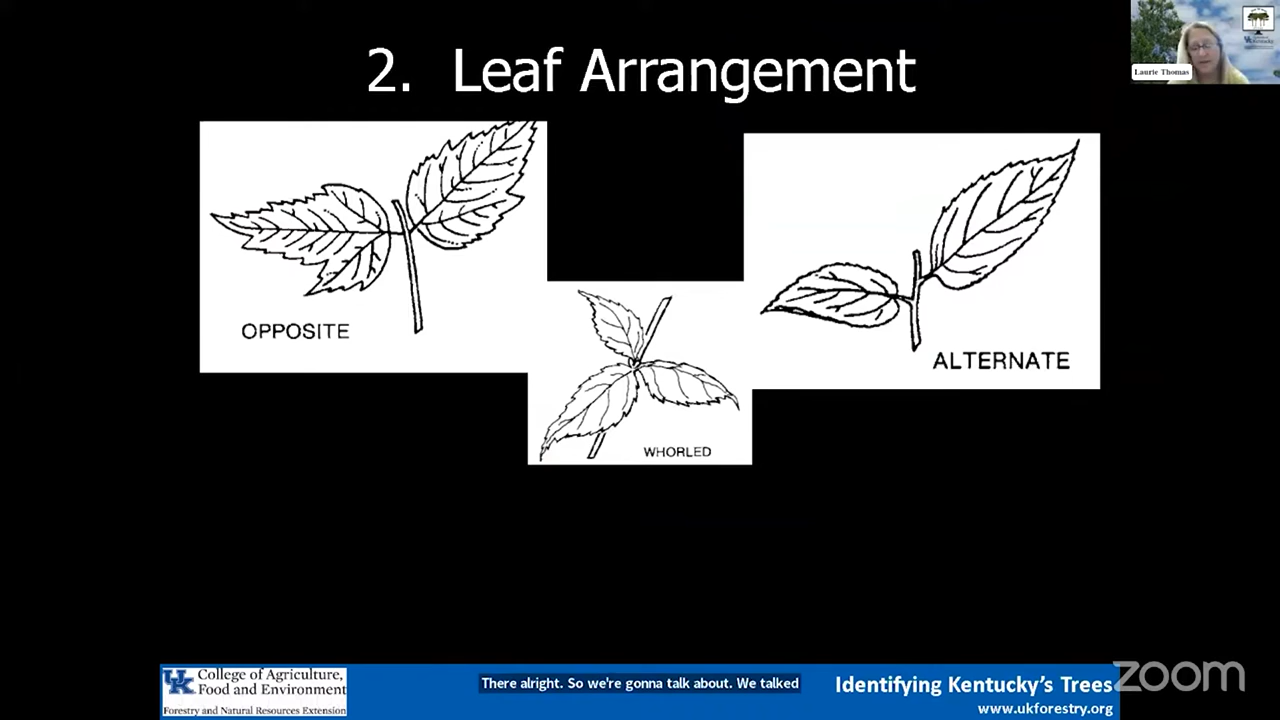 2. Leaf Arrangement
Laurie Thomas
OPPOSITE
ALTERNATE
WHORLED
UK College of Agriculture,
Food and Environment
Forestry and Natural Resources Extension
There alright. So we're gonna talk about. We talked
Identifying Kentucky's Trees
www.ukforestry.org
zoom